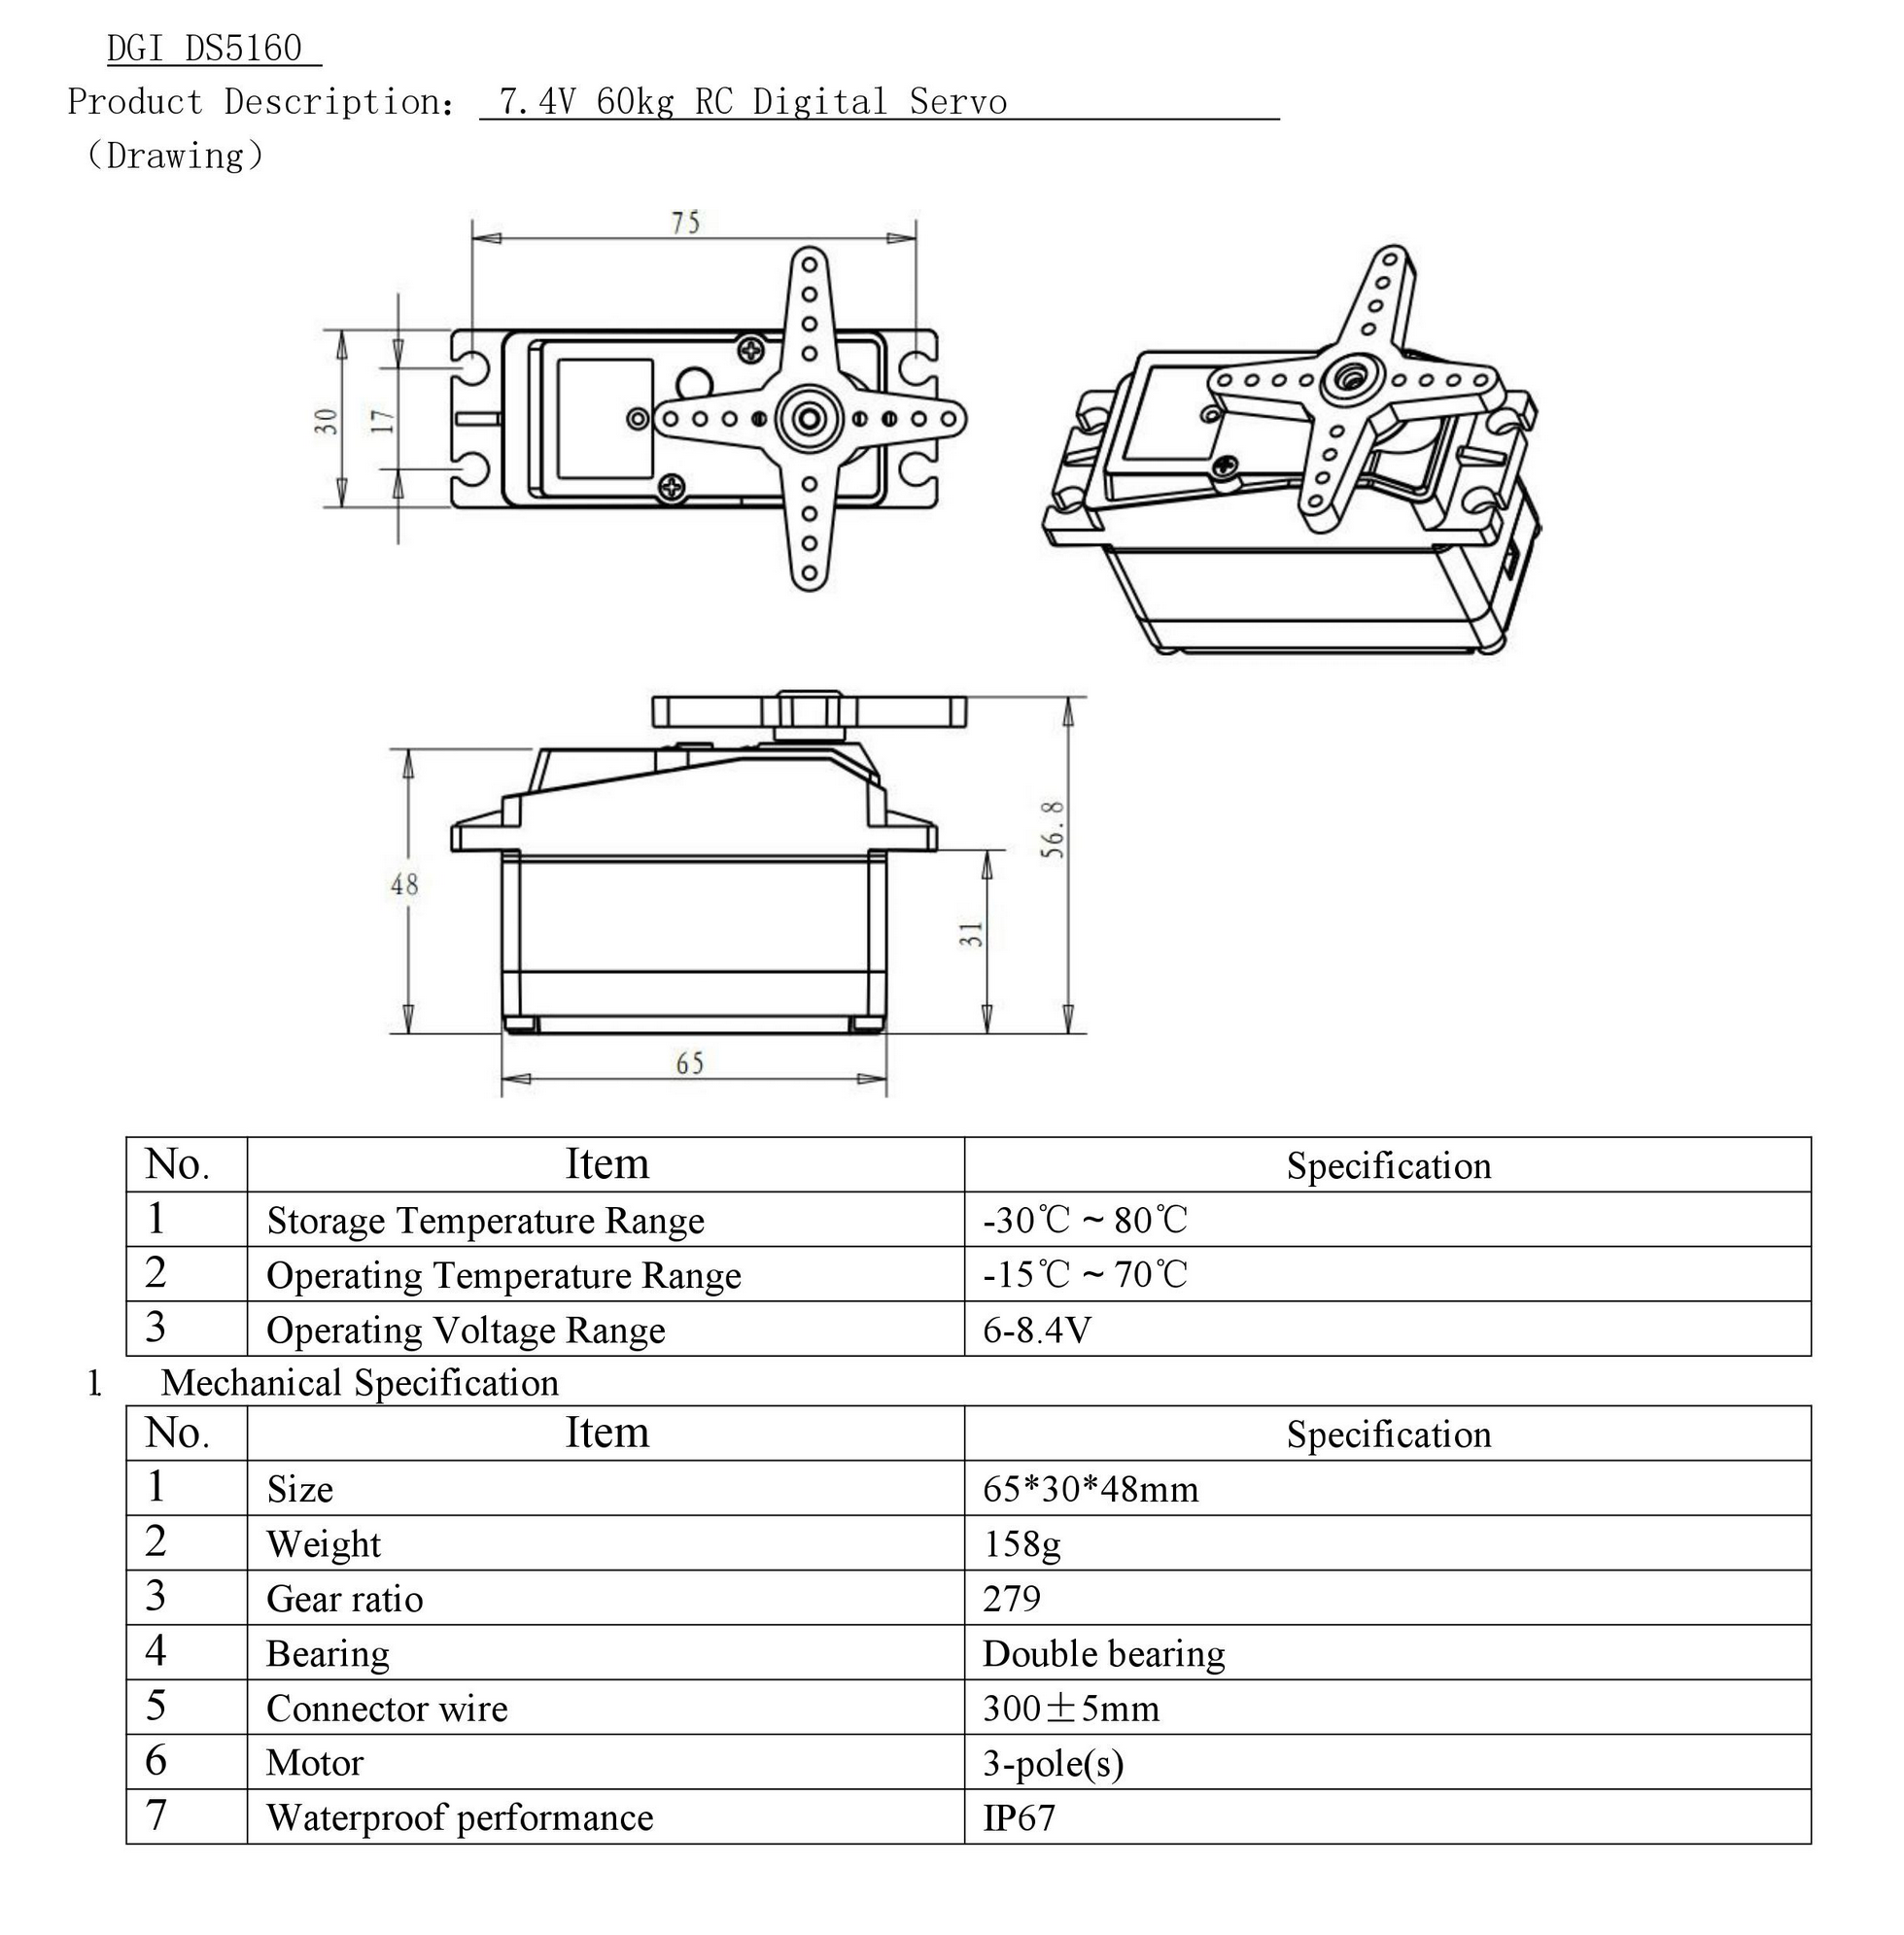 DGI DS5160
Product Description: 7.4V 60kg RC Digital Servo
（Drawing）
75
30
17
48
56.8
31
65
No. Item Specification
1 Storage Temperature Range -30℃ ~ 80℃
2 Operating Temperature Range -15℃ ~ 70℃
3 Operating Voltage Range 6-8.4V
1. Mechanical Specification
No. Item Specification
1 Size 65*30*48mm
2 Weight 158g
3 Gear ratio 279
4 Bearing Double bearing
5 Connector wire 300±5mm
6 Motor 3-pole(s)
7 Waterproof performance IP67